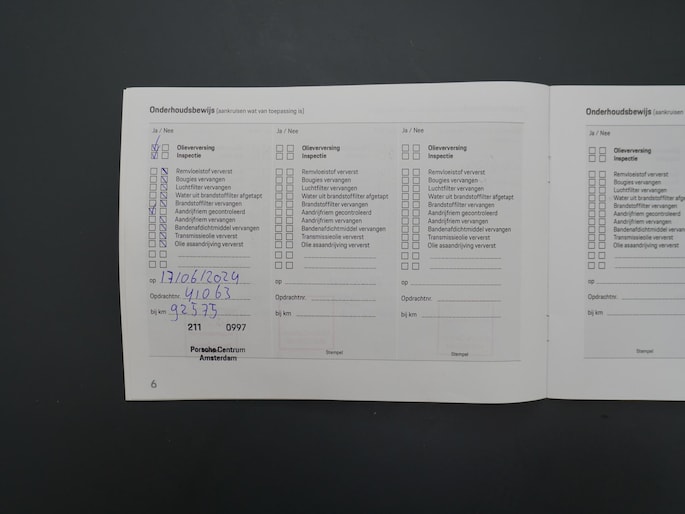 Onderhoudsbewijs (aankruisen wat van toepassing is)
Ja / Nee
Olieverversing
Inspectie
Remvloeistof ververst
Bougies vervangen
Luchtfilter vervangen
Water uit brandstoffilter afgetapt
Brandstoffilter vervangen
Aandrijfriem gecontroleerd
Aandrijfriem vervangen
Bandenafdichtmiddel vervangen
Transmissieolie ververst
Olie asaandrijving ververst
op 17/06/2024
Opdrachtnr. 41063
bij km 92575
211 0997
Porsche Centrum
Amsterdam
6
Ja / Nee
Olieverversing
Inspectie
Remvloeistof ververst
Bougies vervangen
Luchtfilter vervangen
Water uit brandstoffilter afgetapt
Brandstoffilter vervangen
Aandrijfriem gecontroleerd
Aandrijfriem vervangen
Bandenafdichtmiddel vervangen
Transmissieolie ververst
Olie asaandrijving ververst
op
Opdrachtnr.
bij km
Stempel
Ja / Nee
Olieverversing
Inspectie
Remvloeistof ververst
Bougies vervangen
Luchtfilter vervangen
Water uit brandstoffilter afgetapt
Brandstoffilter vervangen
Aandrijfriem gecontroleerd
Aandrijfriem vervangen
Bandenafdichtmiddel vervangen
Transmissieolie ververst
Olie asaandrijving ververst
op
Opdrachtnr.
bij km
Stempel
Onderhoudsbewijs (aankruisen
Ja / Nee
Olieverversing
Inspectie
Remvloeistof ververst
Bougies vervangen
Luchtfilter vervangen
Water uit brandstoffilter
Brandstoffilter vervangen
Aandrijfriem gecontroleerd
Aandrijfriem vervangen
Bandenafdichtmiddel
Transmissieolie ververst
Olie asaandrijving ververst
op
Opdrachtnr.
bij km
Stempel